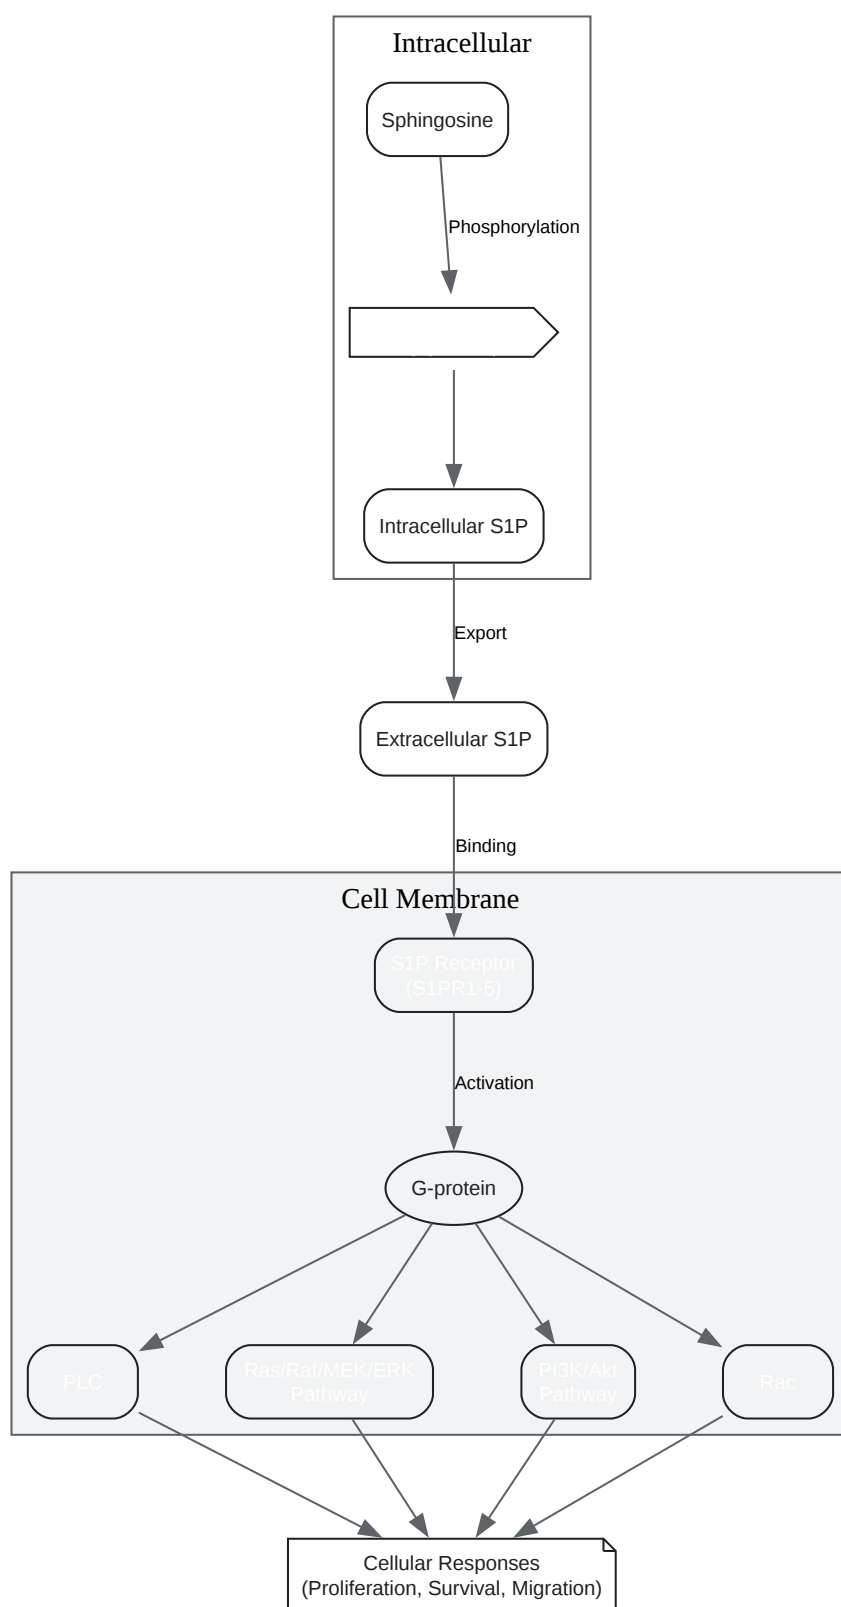 Intracellular
Sphingosine
Phosphorylation
Intracellular S1P
Export
Extracellular S1P
Binding
Cell Membrane
S1P Receptor
(S1PR1-5)
Activation
G-protein
PLC
Ras/Raf/MEK/ERK
Pathway
PI3K/Akt
Pathway
Rac
Cellular Responses
(Proliferation, Survival, Migration)